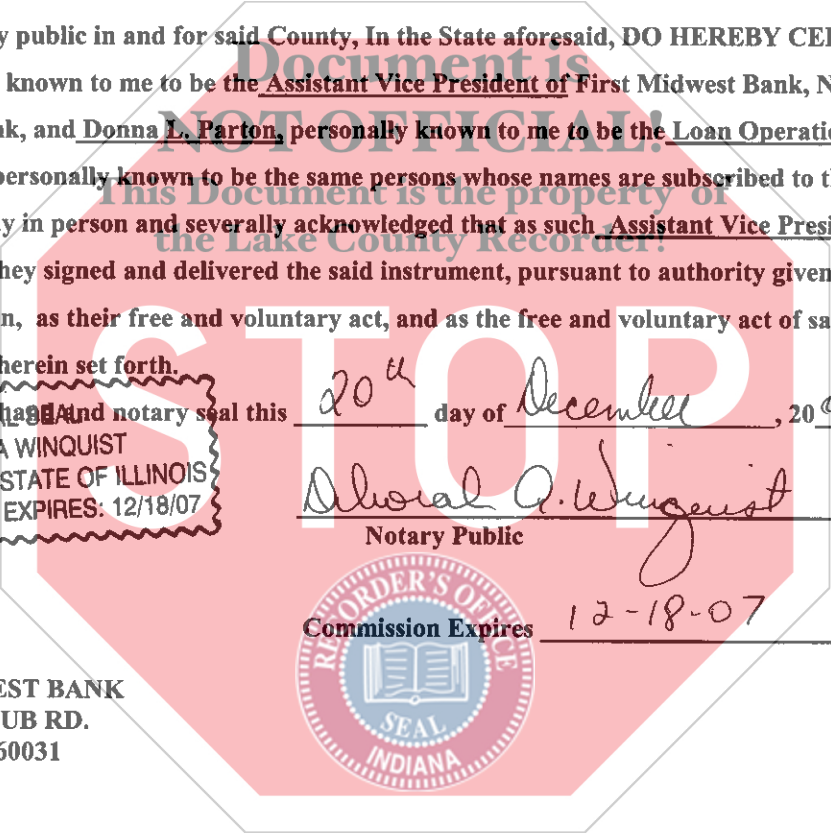 y public in and for said County, In the State aforesaid, DO HEREBY CE
Document is
known to me to be the Assistant Vice President of First Midwest Bank, N
NOT OFFICIAL!
nk, and Donna L. Parton, personally known to me to be the Loan Operatio
personally known to be the same persons whose names are subscribed to t
This Document is the property of
y in person and severally acknowledged that as such Assistant Vice Presi
the Lake County Recorder!
hey signed and delivered the said instrument, pursuant to authority given
n, as their free and voluntary act, and as the free and voluntary act of sa
herein set forth.
STOP
hand and notary seal this 20th day of December, 20
AL SEAL
A WINQUIST
STATE OF ILLINOIS
EXPIRES: 12/18/07
Deborah A. Winquist
Notary Public
Commission Expires 12-18-07
RECORDER'S OFFICE
SEAL
INDIANA
EST BANK
UB RD.
60031